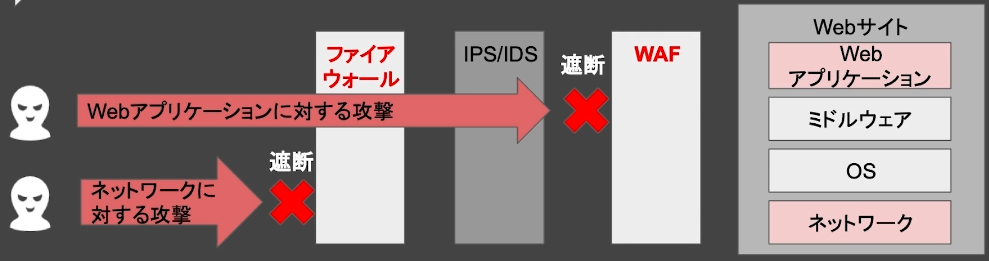 ファイア
ウォール
IPS/IDS
遮断
WAF
Webアプリケーションに対する攻撃
遮断
ネットワークに
対する攻撃
Webサイト
Web
アプリケーション
ミドルウェア
OS
ネットワーク